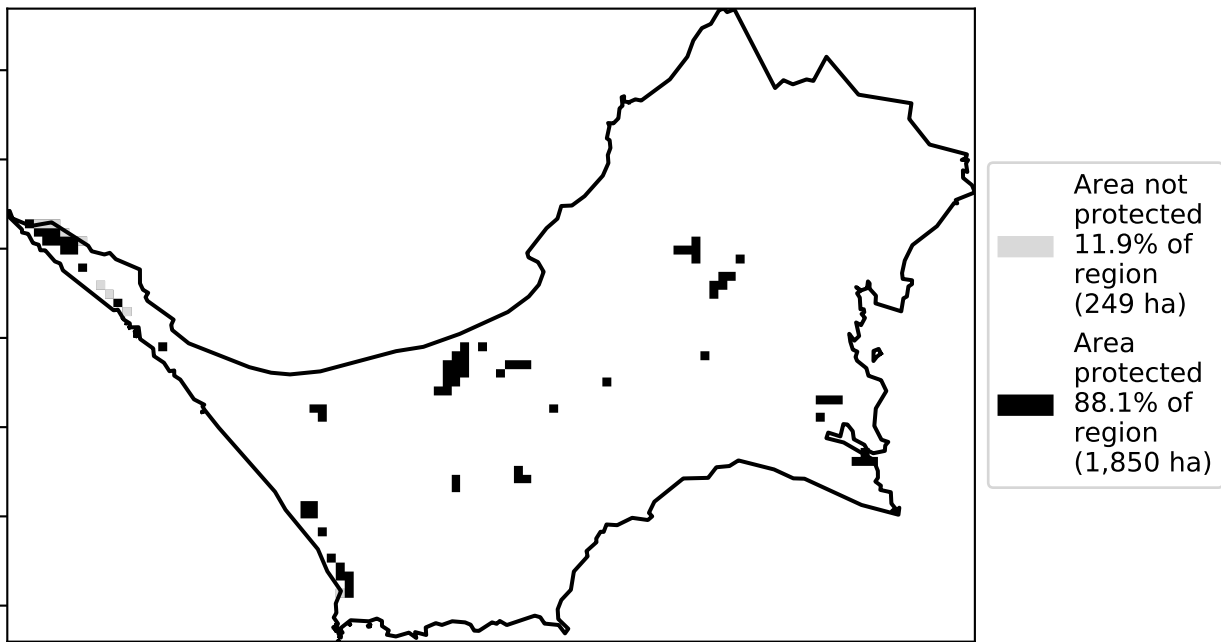 Area not
protected
11.9% of
region
(249 ha)
Area
protected
88.1% of
region
(1,850 ha)